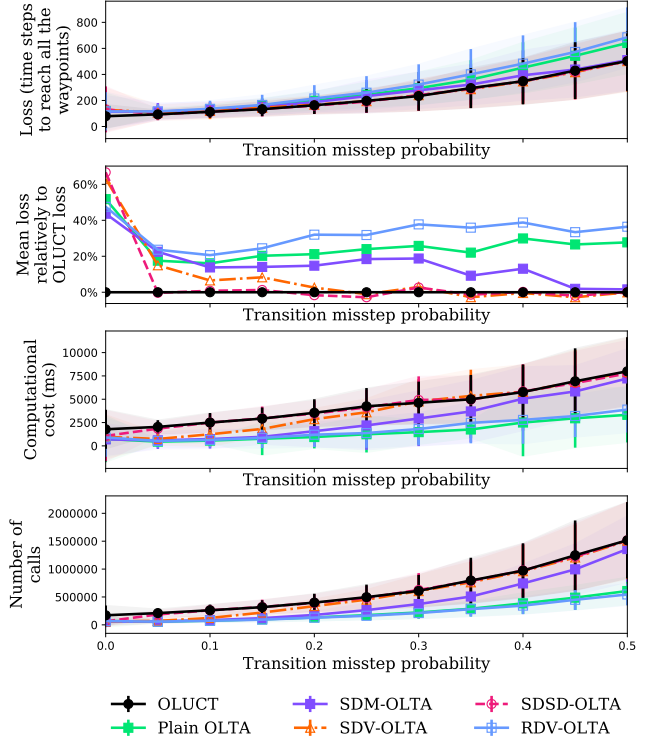 Loss (time steps
to reach all the
waypoints)
800
600
400
200
0
Transition misstep probability
Mean loss
relatively to
OLUCT loss
60%
40%
20%
0%
Transition misstep probability
Computational
cost (ms)
10000
7500
5000
2500
0
Transition misstep probability
Number of
calls
2000000
1500000
1000000
500000
0
0.0 0.1 0.2 0.3 0.4 0.5
Transition misstep probability
OLUCT SDM-OLTA SDSD-OLTA
Plain OLTA SDV-OLTA RDV-OLTA